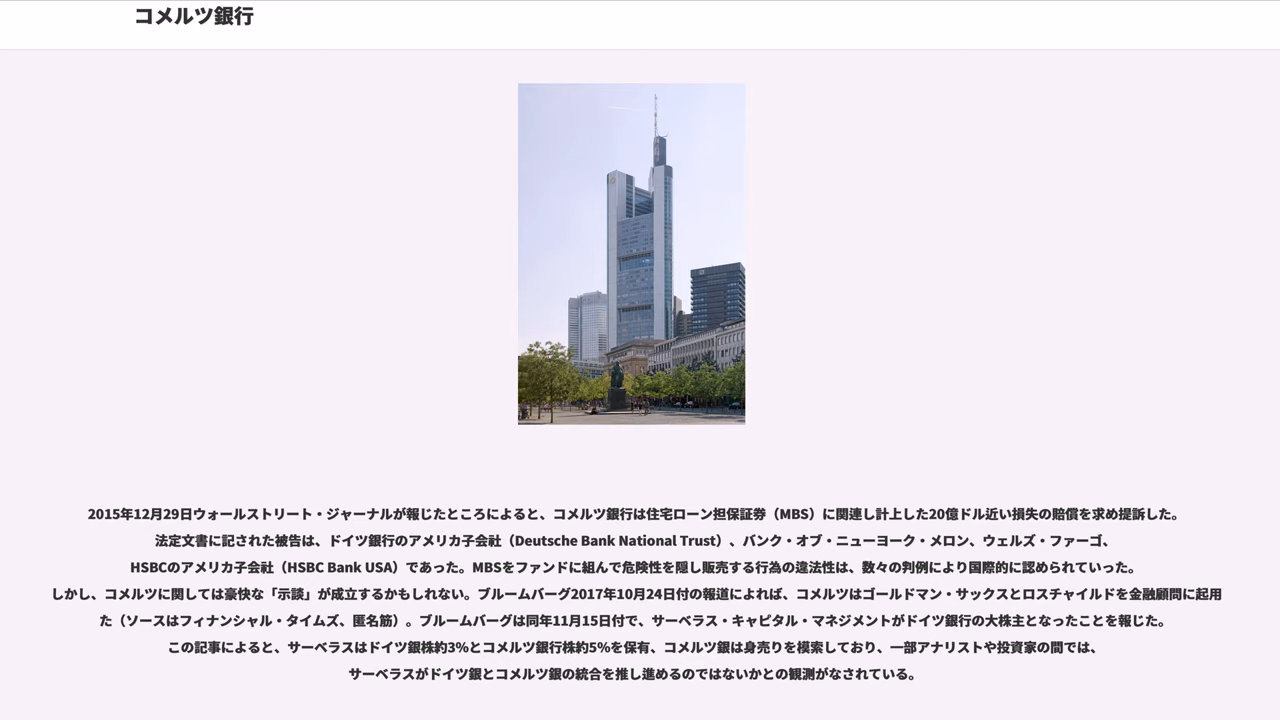 コメルツ銀行
2015年12月29日ウォールストリート・ジャーナルが報じたところによると、コメルツ銀行は住宅ローン担保証券（MBS）に関連し計上した20億ドル近い損失の賠償を求め提訴した。
法定文書に記された被告は、ドイツ銀行のアメリカ子会社（Deutsche Bank National Trust）、バンク・オブ・ニューヨーク・メロン、ウェルズ・ファーゴ、
HSBCのアメリカ子会社（HSBC Bank USA）であった。MBSをファンドに組んで危険性を隠し販売する行為の違法性は、数々の判例により国際的に認められていった。
しかし、コメルツに関しては豪快な「示談」が成立するかもしれない。ブルームバーグ2017年10月24日付の報道によれば、コメルツはゴールドマン・サックスとロスチャイルドを金融顧問に起用
た（ソースはフィナンシャル・タイムズ、匿名筋）。ブルームバーグは同年11月15日付で、サーベラス・キャピタル・マネジメントがドイツ銀行の大株主となったことを報じた。
この記事によると、サーベラスはドイツ銀株約3%とコメルツ銀行株約5%を保有、コメルツ銀は身売りを模索しており、一部アナリストや投資家の間では、
サーベラスがドイツ銀とコメルツ銀の統合を推し進めるのではないかとの観測がなされている。